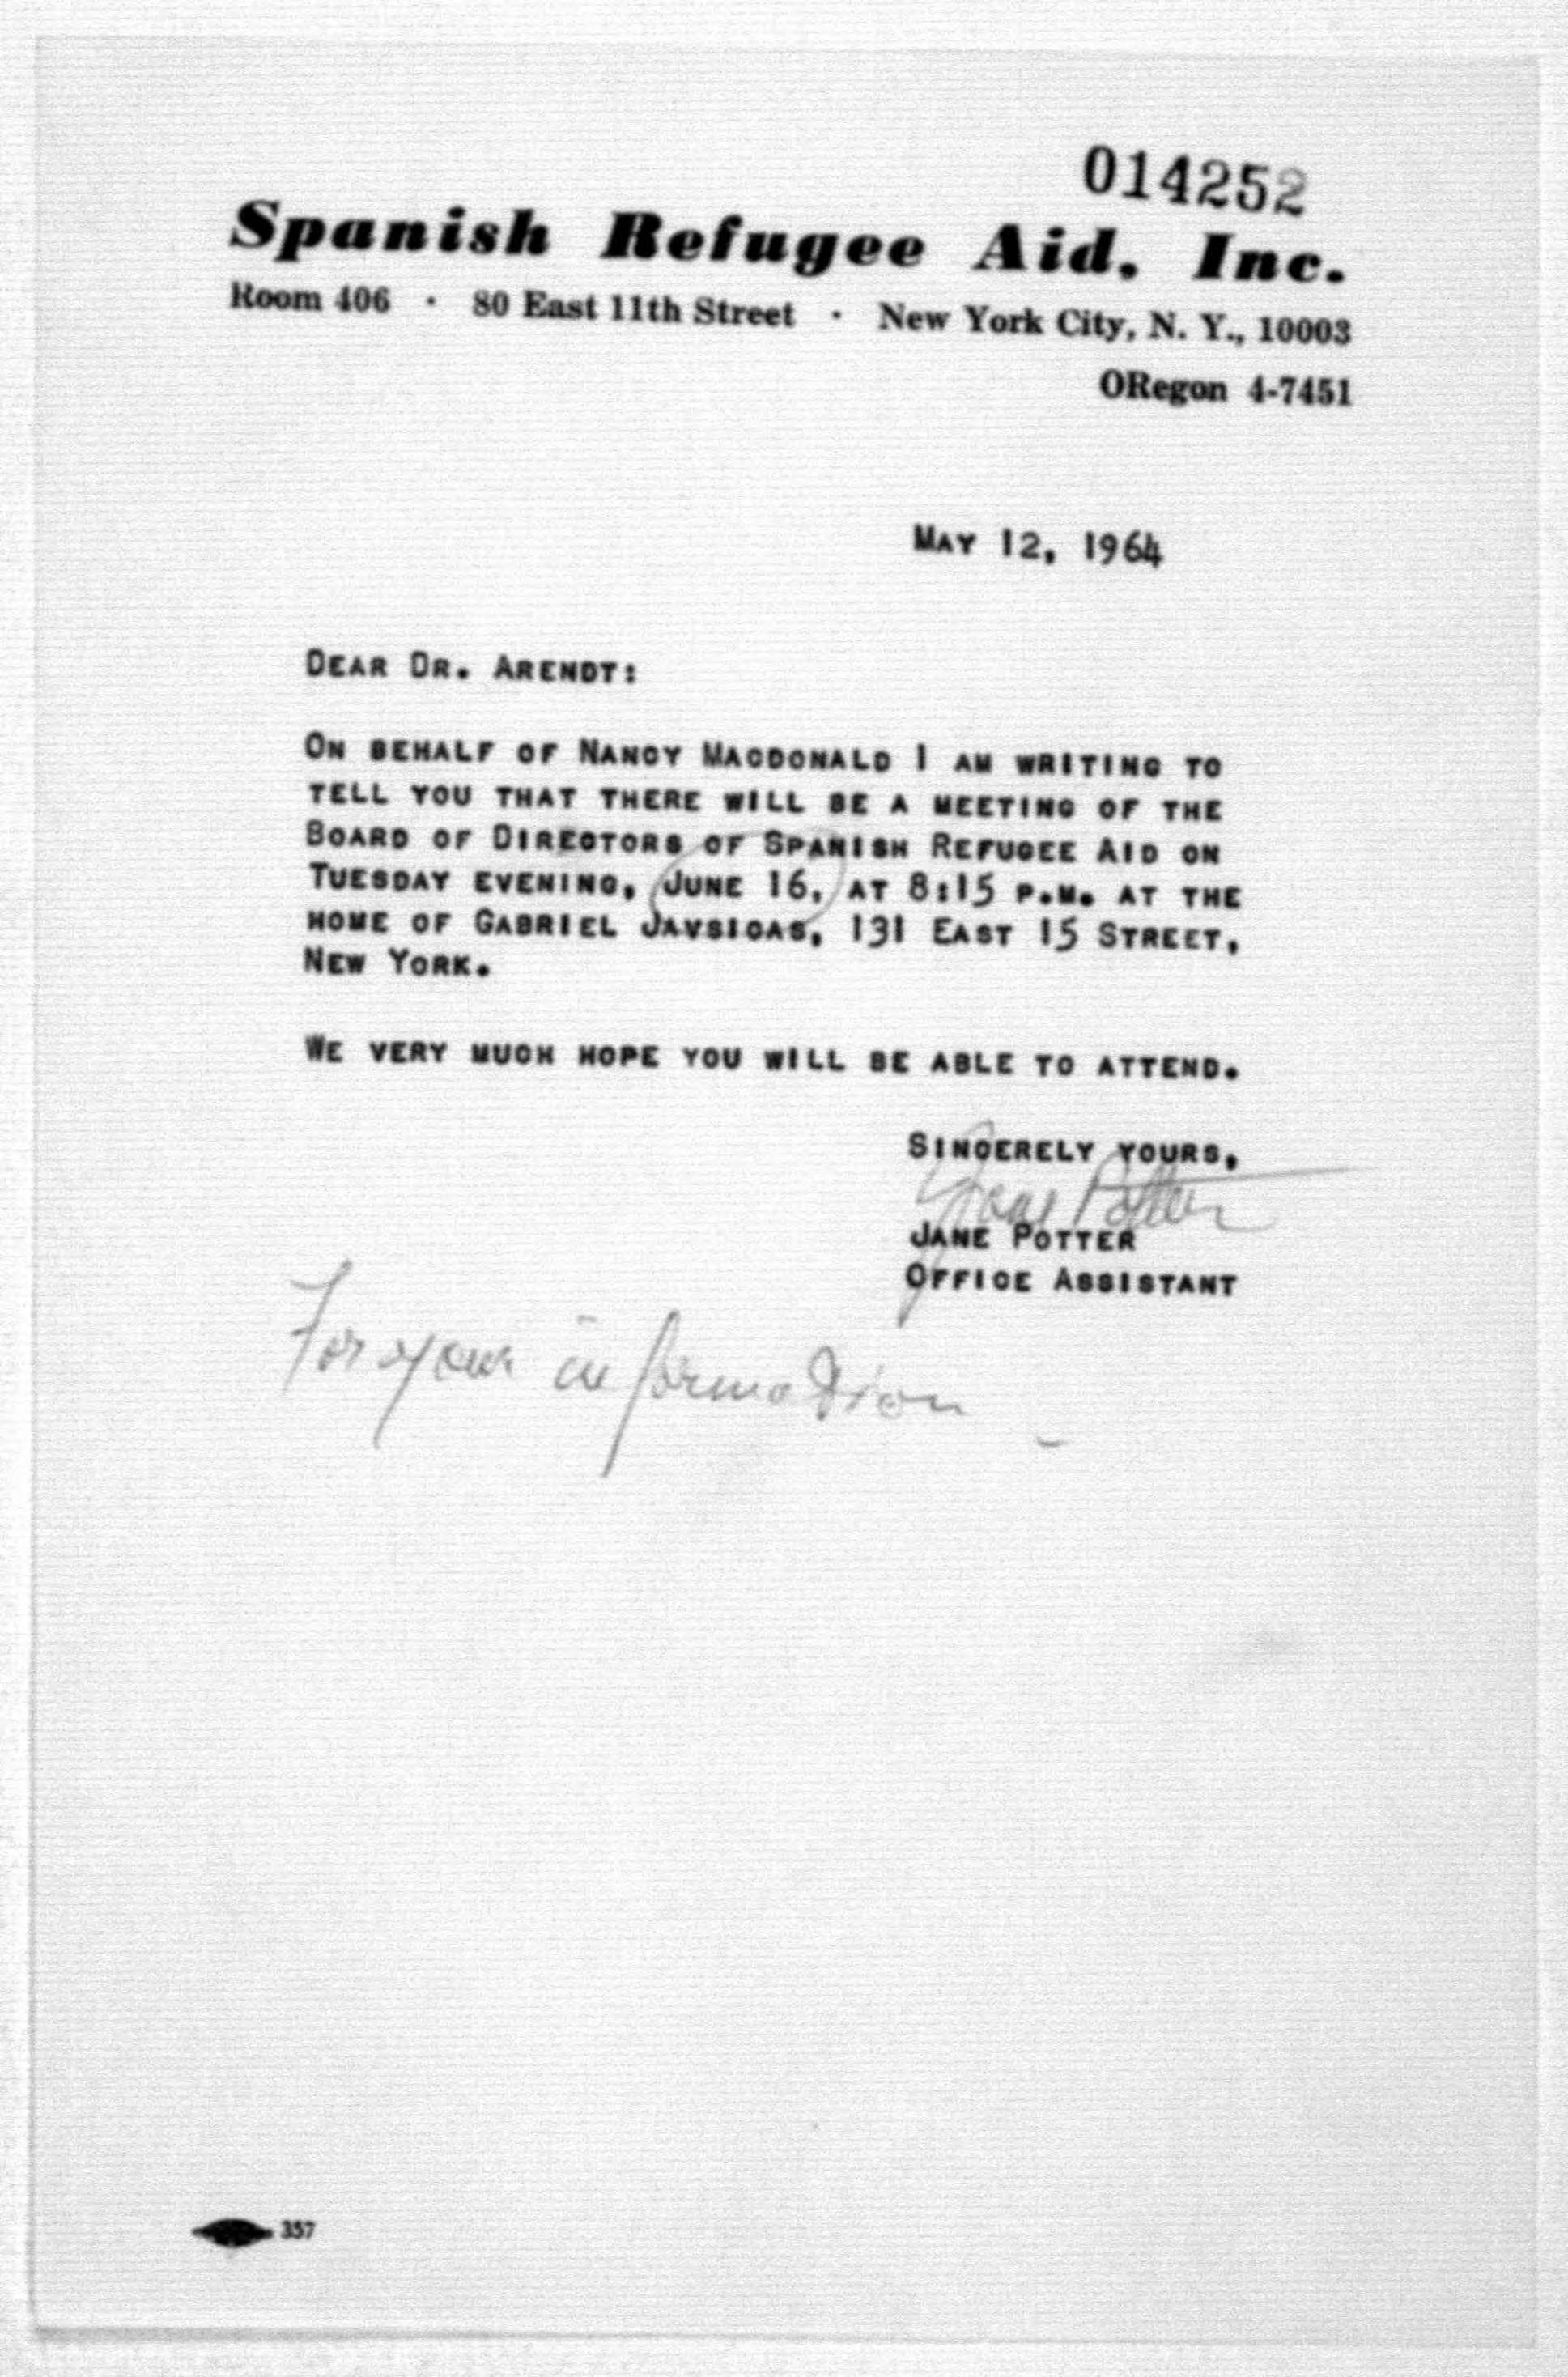 014252
Spanish Refugee Aid, Inc.
Room 406 · 80 East 11th Street · New York City, N. Y., 10003
ORegon 4-7451
MAY 12, 1964
DEAR DR. ARENDT:
ON BEHALF OF NANCY MACDONALD I AM WRITING TO
TELL YOU THAT THERE WILL BE A MEETING OF THE
BOARD OF DIRECTORS OF SPANISH REFUGEE AID ON
TUESDAY EVENING, JUNE 16, AT 8:15 P.M. AT THE
HOME OF GABRIEL JAVSICAS, 131 EAST 15 STREET,
NEW YORK.
WE VERY MUCH HOPE YOU WILL BE ABLE TO ATTEND.
SINCERELY YOURS,
Jane Potter
JANE POTTER
OFFICE ASSISTANT
For your information
357